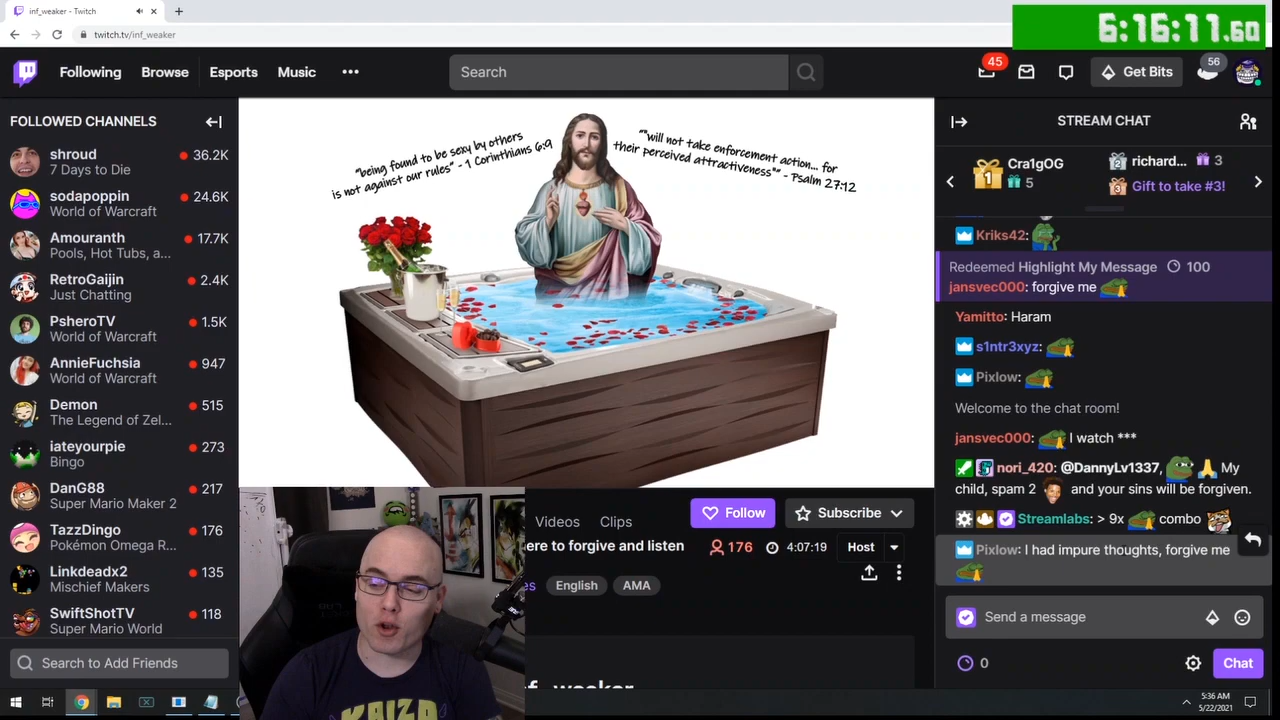 inf_weaker - Twitch
twitch.tv/inf_weaker
6:16:11.60
Following
Browse
Esports
Music
Search
45
Get Bits
56
FOLLOWED CHANNELS
shroud
36.2K
7 Days to Die
sodapoppin
24.6K
World of Warcraft
Amouranth
17.7K
Pools, Hot Tubs, a...
RetroGaijin
2.4K
Just Chatting
PsheroTV
1.5K
World of Warcraft
AnnieFuchsia
947
World of Warcraft
Demon
515
The Legend of Zel...
iateyourpie
273
Bingo
DanG88
217
Super Mario Maker 2
TazzDingo
176
Pokémon Omega R...
Linkdeadx2
135
Mischief Makers
SwiftShotTV
118
Super Mario World
Search to Add Friends
"being found to be sexy by others
is not against our rules" - 1 Corinthians 6:9
""will not take enforcement action... for
their perceived attractiveness"" - Psalm 27:12
Videos
Clips
Follow
Subscribe
ere to forgive and listen
176
4:07:19
Host
es
English
AMA
KAIZO
STREAM CHAT
1
Cra1gOG
5
2
richard...
3
3
Gift to take #3!
Kriks42:
Redeemed Highlight My Message 100
jansvec000: forgive me
Yamitto: Haram
s1ntr3xyz:
Pixlow:
Welcome to the chat room!
jansvec000: I watch ***
nori_420: @DannyLv1337, My
child, spam 2 and your sins will be forgiven.
Streamlabs: > 9x combo
Pixlow: I had impure thoughts, forgive me
Send a message
0
Chat
5:36 AM
5/22/2021